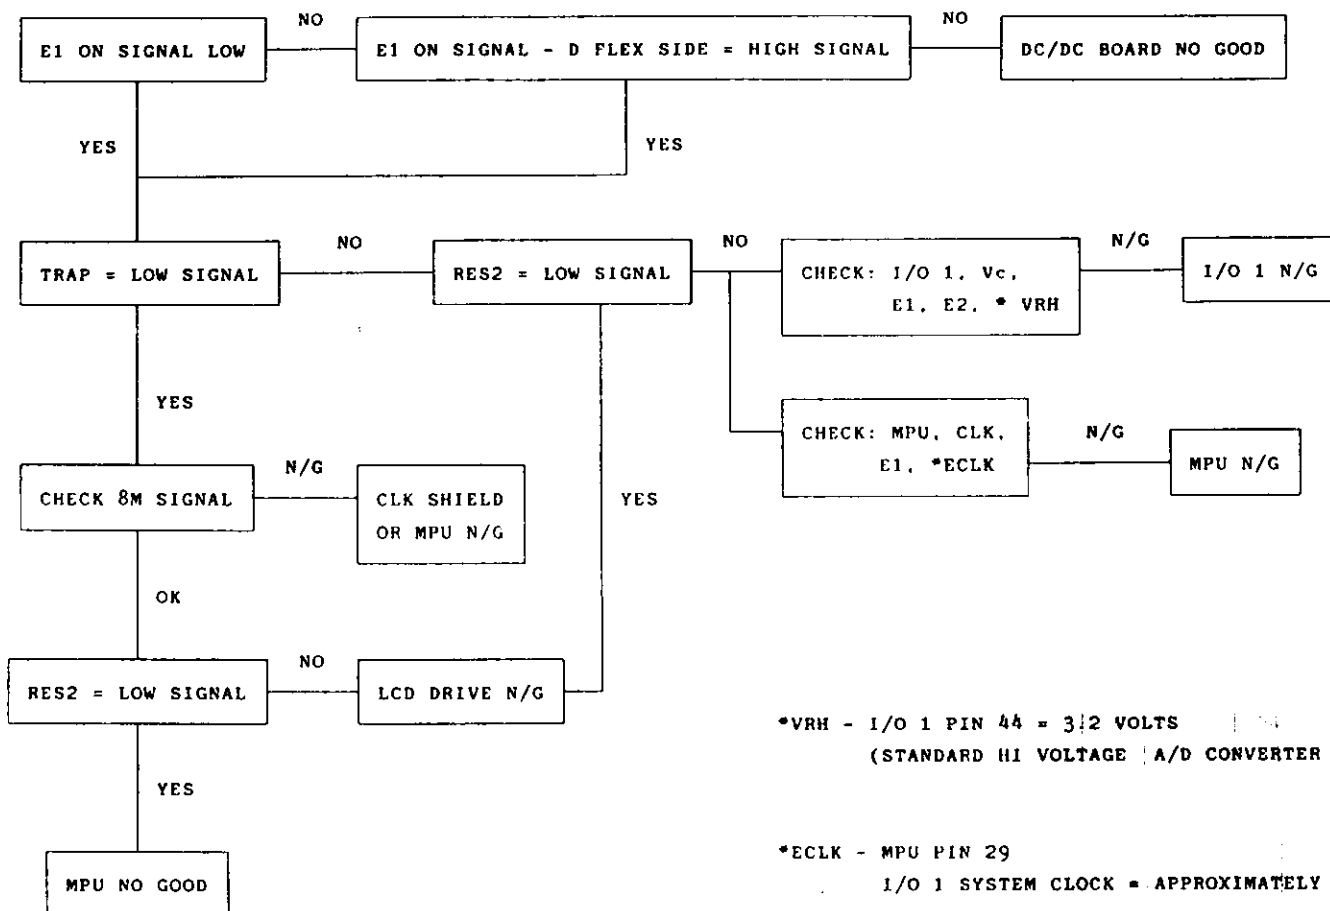 NO
NO
E1 ON SIGNAL LOW
E1 ON SIGNAL - D FLEX SIDE = HIGH SIGNAL
DC/DC BOARD NO GOOD
YES
YES
NO
NO
N/G
TRAP = LOW SIGNAL
RES2 = LOW SIGNAL
CHECK: I/O 1, Vc,
E1, E2, * VRH
I/O 1 N/G
YES
CHECK: MPU, CLK,
E1, *ECLK
N/G
MPU N/G
N/G
CHECK 8M SIGNAL
CLK SHIELD
OR MPU N/G
YES
OK
NO
RES2 = LOW SIGNAL
LCD DRIVE N/G
*VRH - I/O 1 PIN 44 = 3.2 VOLTS
(STANDARD HI VOLTAGE A/D CONVERTER
YES
*ECLK - MPU PIN 29
I/O 1 SYSTEM CLOCK = APPROXIMATELY
MPU NO GOOD